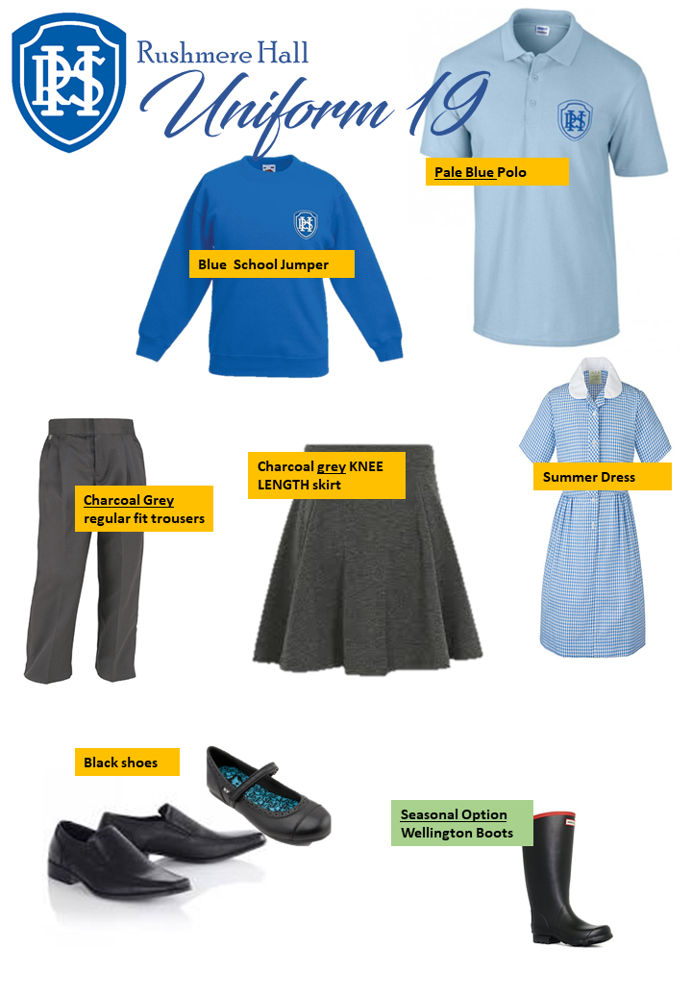 RHS
Rushmere Hall
Uniform 19
Pale Blue Polo
Blue  School Jumper
Charcoal Grey
regular fit trousers
Charcoal grey KNEE
LENGTH skirt
Summer Dress
Black shoes
Seasonal Option
Wellington Boots